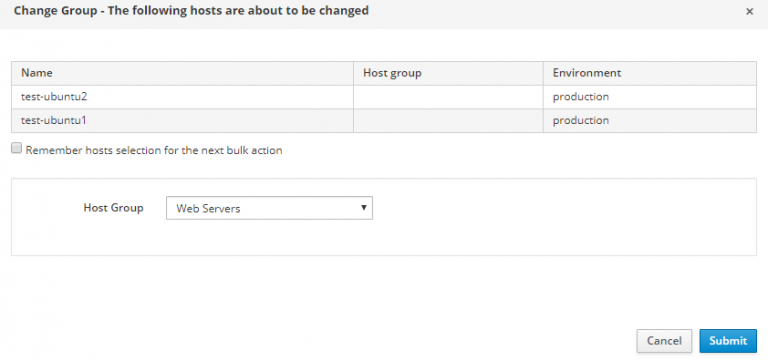 Change Group - The following hosts are about to be changed ×
Name Host group Environment
test-ubuntu2 production
test-ubuntu1 production
Remember hosts selection for the next bulk action
Host Group Web Servers
Cancel Submit